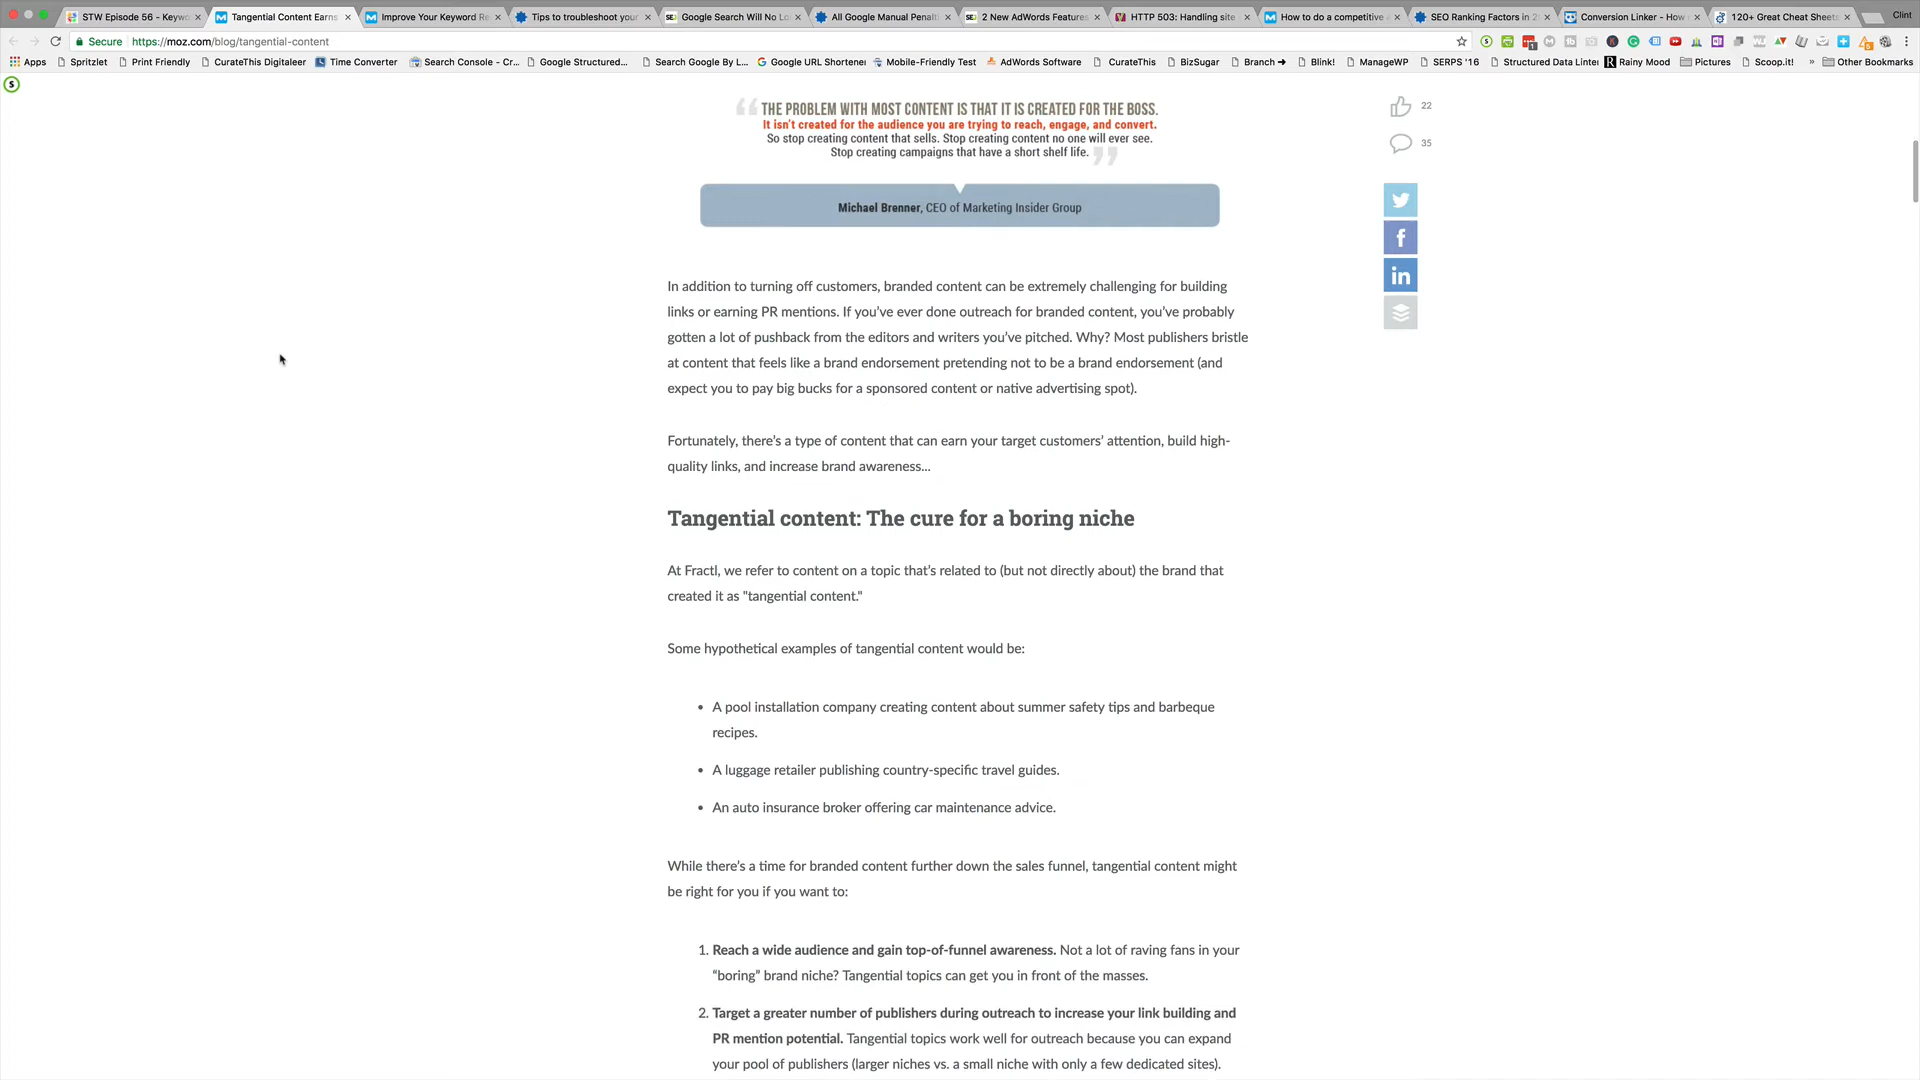 STW Episode 56 - Keyw
Tangential Content Earns
Improve Your Keyword Re
Tips to troubleshoot your
Google Search Will No Lo
All Google Manual Penalt
2 New AdWords Features
HTTP 503: Handling site
How to do a competitive
SEO Ranking Factors in 2
Conversion Linker - How
120+ Great Cheat Sheets
Clint
Secure
https://moz.com/blog/tangential-content
Apps
Spritzlet
Print Friendly
CurateThis Digitaleer
Time Converter
Search Console - Cr...
Google Structured...
Search Google By L...
Google URL Shortener
Mobile-Friendly Test
AdWords Software
CurateThis
BizSugar
Branch ➔
Blink!
ManageWP
SERPS '16
Structured Data Linter
Rainy Mood
Pictures
Scoop.it!
»
Other Bookmarks
THE PROBLEM WITH MOST CONTENT IS THAT IT IS CREATED FOR THE BOSS.
It isn't created for the audience you are trying to reach, engage, and convert.
So stop creating content that sells. Stop creating content no one will ever see.
Stop creating campaigns that have a short shelf life.
Michael Brenner, CEO of Marketing Insider Group
22
35
In addition to turning off customers, branded content can be extremely challenging for building
links or earning PR mentions. If you’ve ever done outreach for branded content, you’ve probably
gotten a lot of pushback from the editors and writers you’ve pitched. Why? Most publishers bristle
at content that feels like a brand endorsement pretending not to be a brand endorsement (and
expect you to pay big bucks for a sponsored content or native advertising spot).
Fortunately, there’s a type of content that can earn your target customers’ attention, build high-
quality links, and increase brand awareness...
Tangential content: The cure for a boring niche
At Fractl, we refer to content on a topic that’s related to (but not directly about) the brand that
created it as "tangential content."
Some hypothetical examples of tangential content would be:
• A pool installation company creating content about summer safety tips and barbeque
recipes.
• A luggage retailer publishing country-specific travel guides.
• An auto insurance broker offering car maintenance advice.
While there’s a time for branded content further down the sales funnel, tangential content might
be right for you if you want to:
1. Reach a wide audience and gain top-of-funnel awareness. Not a lot of raving fans in your
“boring” brand niche? Tangential topics can get you in front of the masses.
2. Target a greater number of publishers during outreach to increase your link building and
PR mention potential. Tangential topics work well for outreach because you can expand
your pool of publishers (larger niches vs. a small niche with only a few dedicated sites).